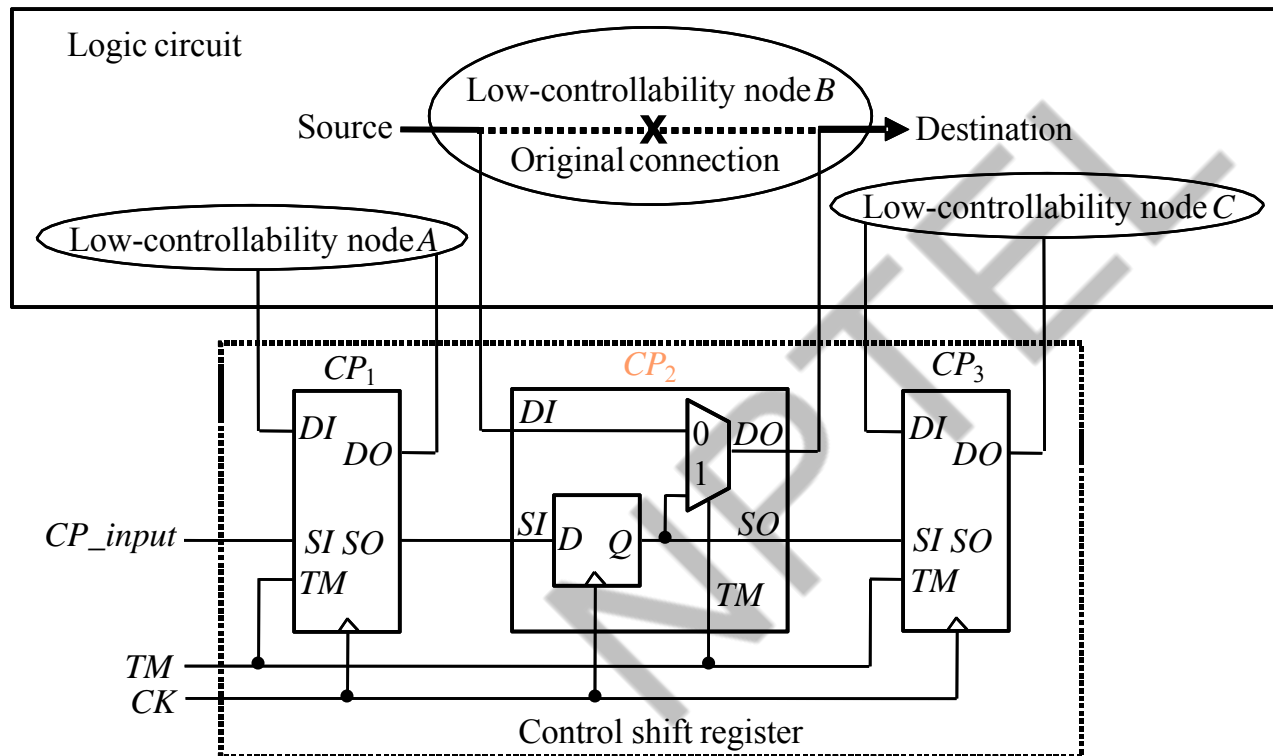 Logic circuit
Low-controllability node B
Source
Destination
Original connection
Low-controllability node A
Low-controllability node C
CP1
CP2
CP3
DI
DO
SI SO
TM
DI
0
1
DO
SI
D Q
SO
TM
DI
DO
SI SO
TM
CP_input
TM
CK
Control shift register
NPTEL